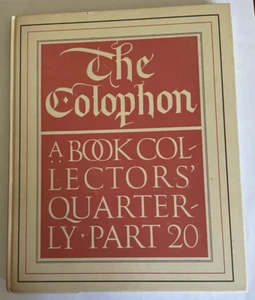 The
Colophon
A BOOK COL-
LECTORS'
QUARTER-
LY · PART 20